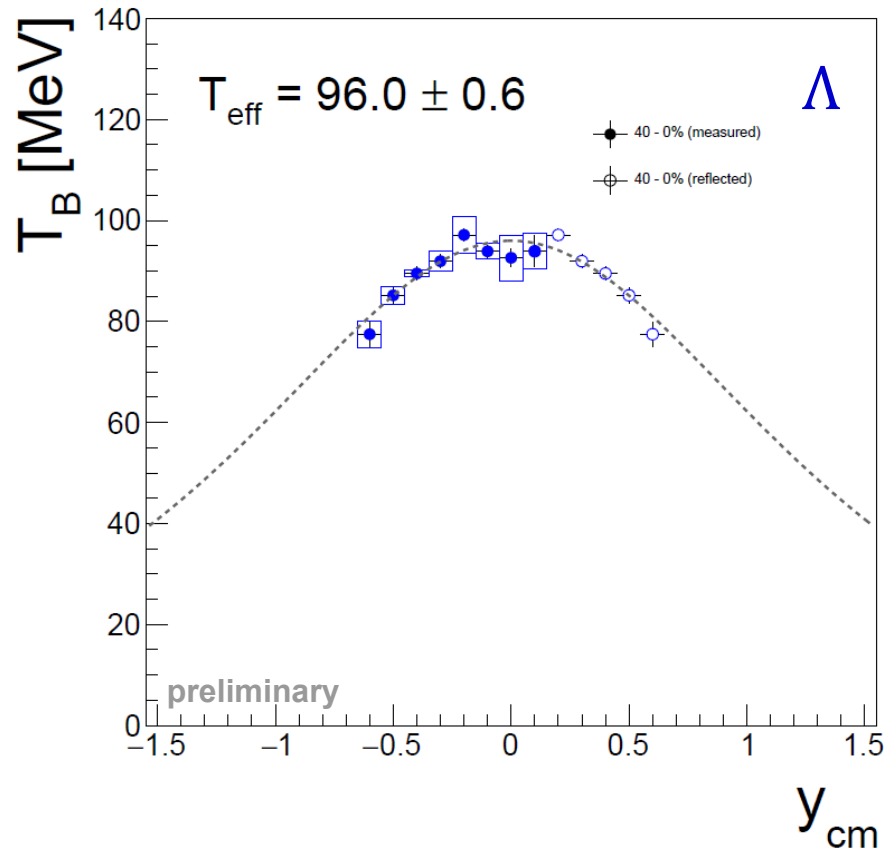 T_B [MeV]
140
120
100
80
60
40
20
0
T_eff = 96.0 ± 0.6
Λ
40 - 0% (measured)
40 - 0% (reflected)
preliminary
−1.5 −1 −0.5 0 0.5 1 1.5
y_cm